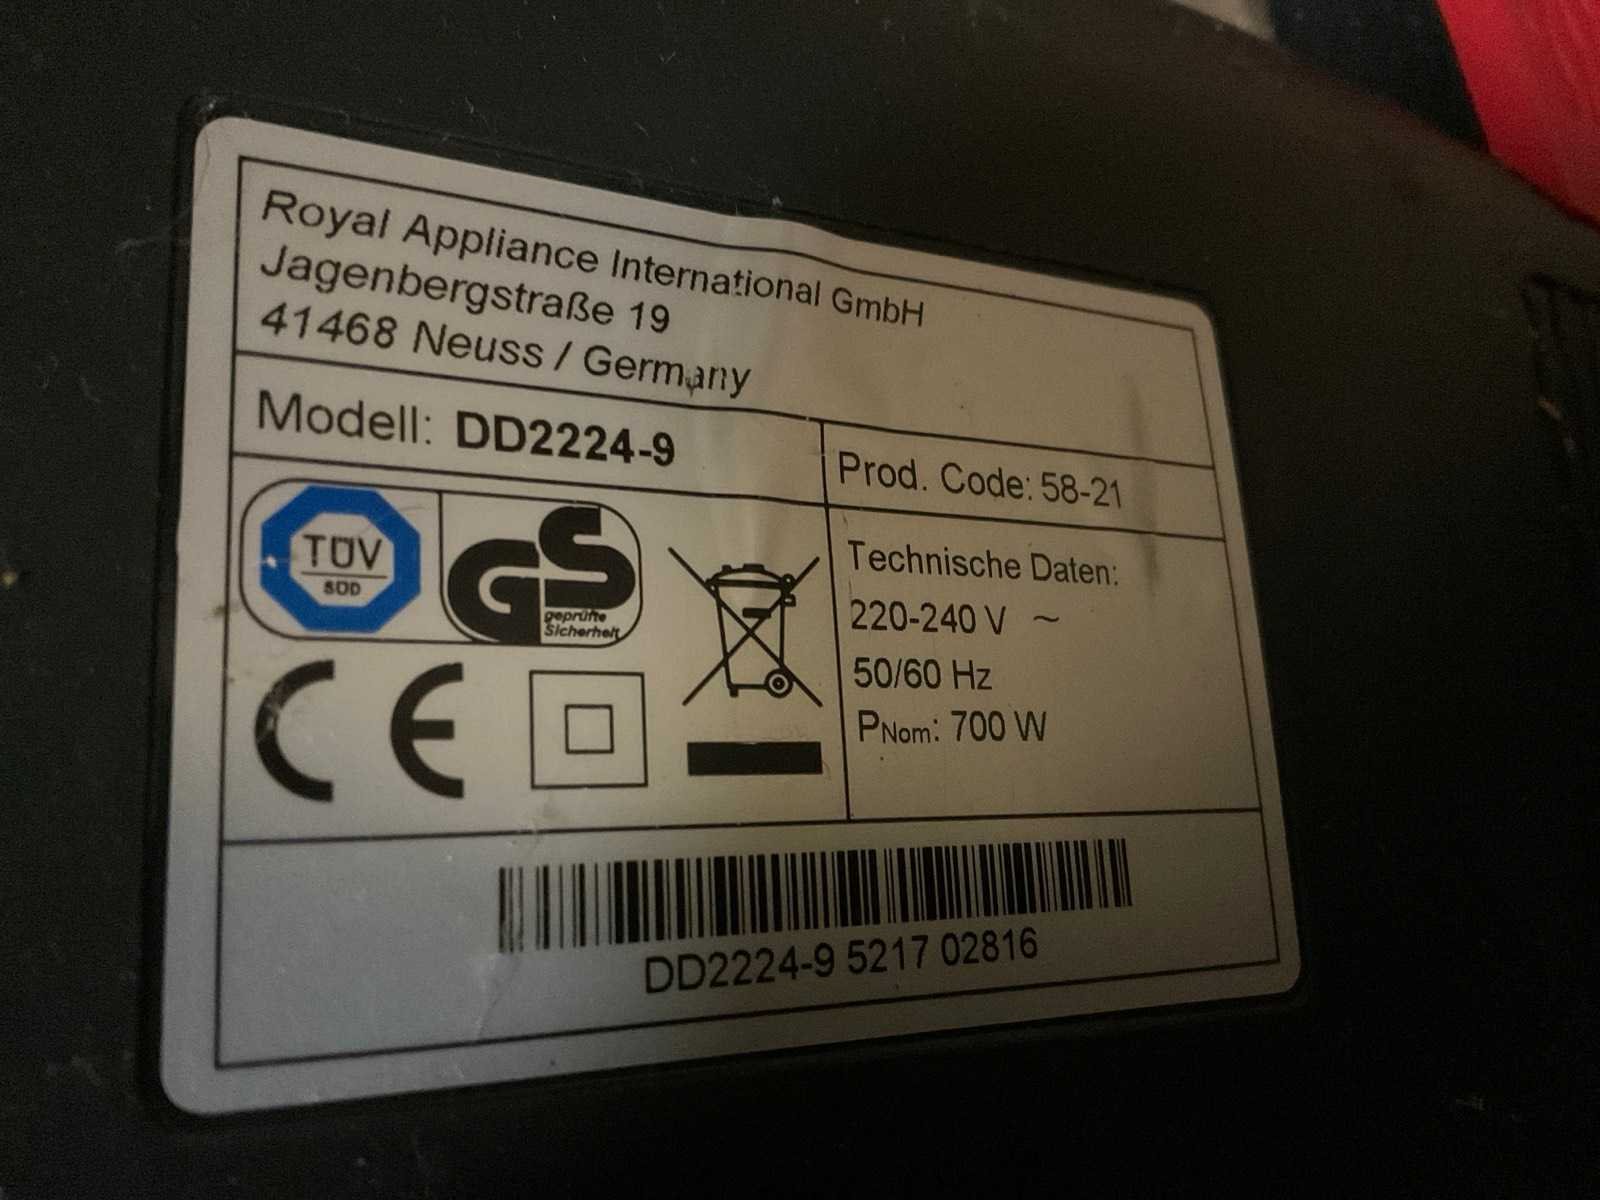 Royal Appliance International GmbH
Jagenbergstraße 19
41468 Neuss / Germany
Modell: DD2224-9
Prod. Code: 58-21
TÜV
SÜD
GS
geprüfte
Sicherheit
Technische Daten:
220-240 V ~
50/60 Hz
PNom: 700 W
CE
DD2224-9 5217 02816